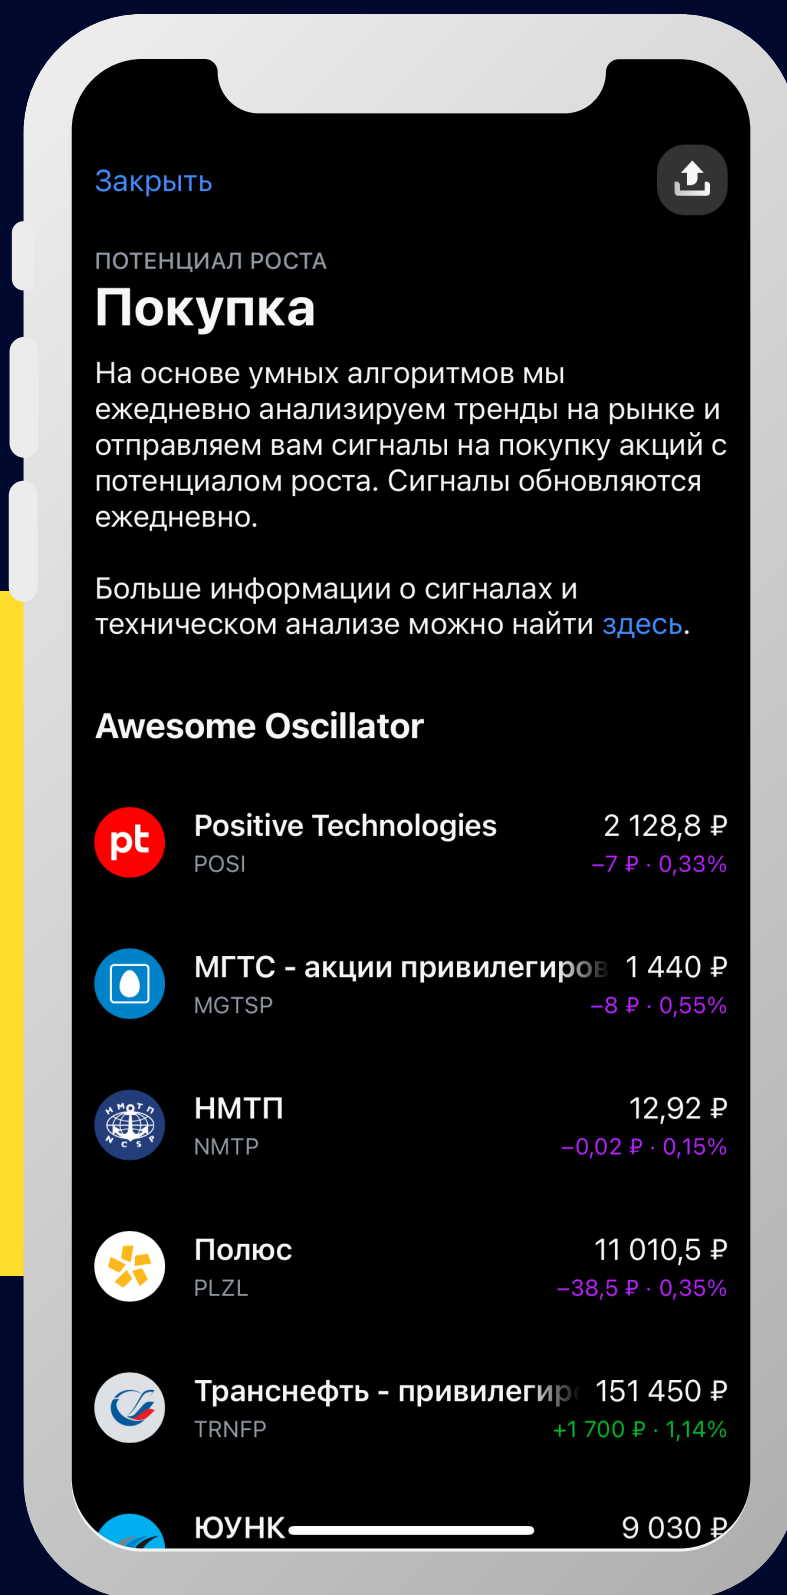 Закрыть
ПОТЕНЦИАЛ РОСТА
Покупка
На основе умных алгоритмов мы
ежедневно анализируем тренды на рынке и
отправляем вам сигналы на покупку акций с
потенциалом роста. Сигналы обновляются
ежедневно.
Больше информации о сигналах и
техническом анализе можно найти здесь.
Awesome Oscillator
pt
Positive Technologies 2 128,8 ₽
POSI −7 ₽ · 0,33%
МГТС - акции привилегиров 1 440 ₽
MGTSP −8 ₽ · 0,55%
НМТП
NCSP
НМТП 12,92 ₽
NMTP −0,02 ₽ · 0,15%
Полюс 11 010,5 ₽
PLZL −38,5 ₽ · 0,35%
Транснефть - привилегиро 151 450 ₽
TRNFP +1 700 ₽ · 1,14%
ЮУНК 9 030 ₽